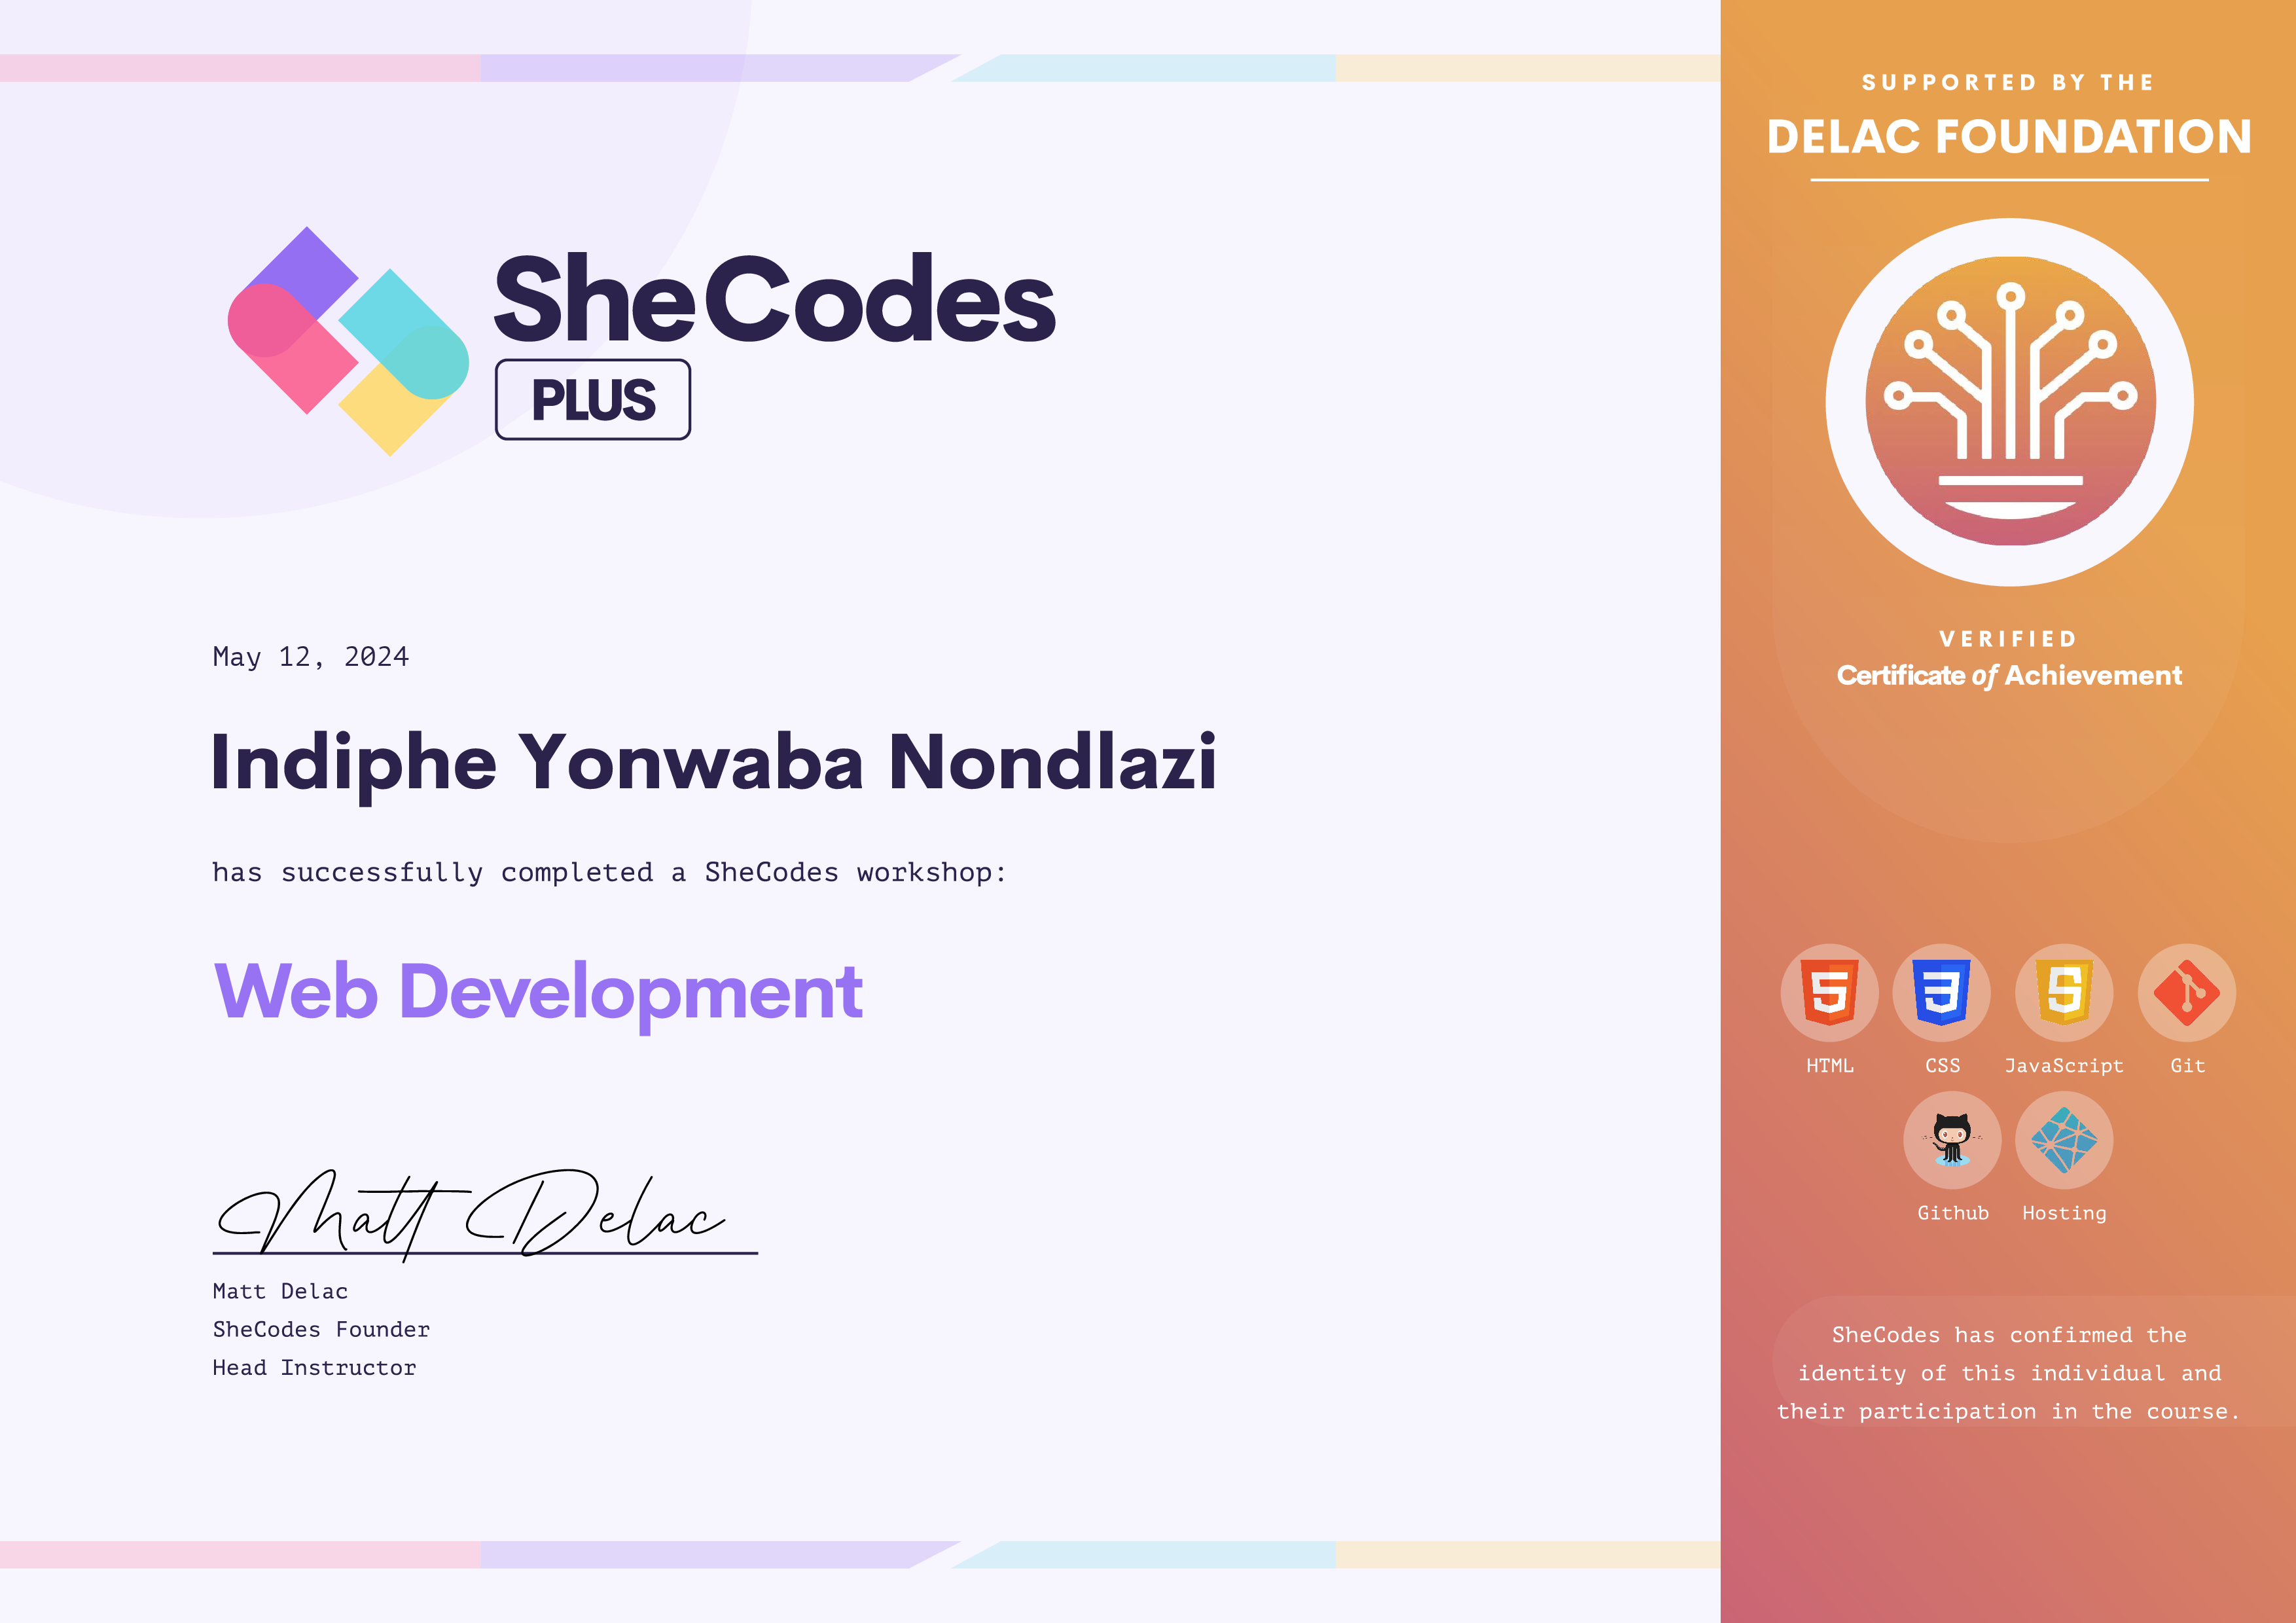 SheCodes
PLUS
May 12, 2024
Indiphe Yonwaba Nondlazi
has successfully completed a SheCodes workshop:
Web Development
Matt Delac
Matt Delac
SheCodes Founder
Head Instructor
SUPPORTED BY THE
DELAC FOUNDATION
VERIFIED
Certificate of Achievement
HTML CSS JavaScript Git
Github Hosting
SheCodes has confirmed the
identity of this individual and
their participation in the course.